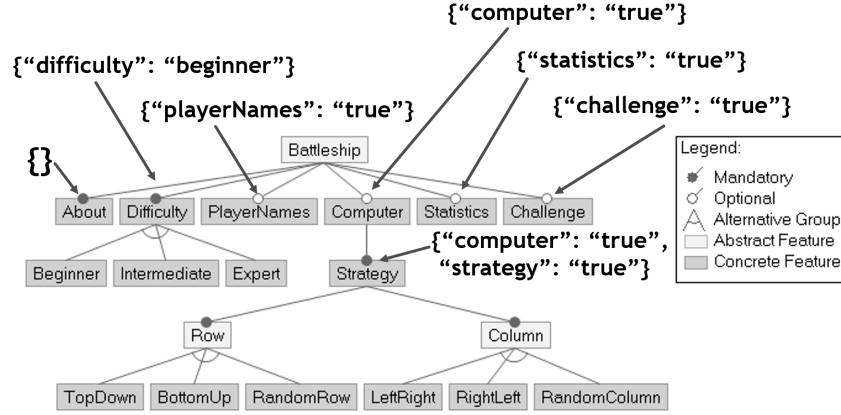 {“computer”: “true”}
{“difficulty”: “beginner”}
{“statistics”: “true”}
{“playerNames”: “true”}
{“challenge”: “true”}
Battleship
{}
Legend:
Mandatory
Optional
Alternative Group
Abstract Feature
Concrete Feature
About
Difficulty
PlayerNames
Computer
Statistics
Challenge
{“computer”: “true”,
“strategy”: “true”}
Beginner
Intermediate
Expert
Strategy
Row
Column
TopDown
BottomUp
RandomRow
LeftRight
RightLeft
RandomColumn